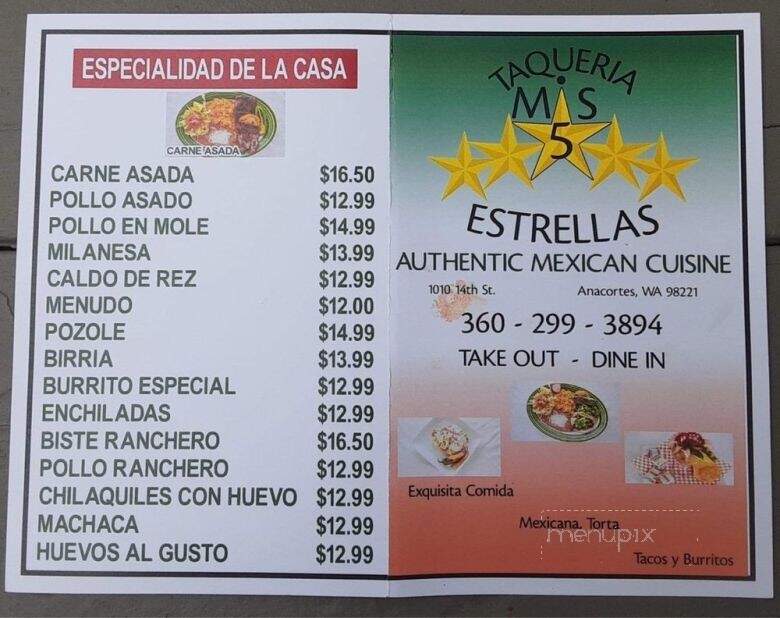 ESPECIALIDAD DE LA CASA
CARNE ASADA
CARNE ASADA $16.50
POLLO ASADO $12.99
POLLO EN MOLE $14.99
MILANESA $13.99
CALDO DE REZ $12.99
MENUDO $12.00
POZOLE $14.99
BIRRIA $13.99
BURRITO ESPECIAL $12.99
ENCHILADAS $12.99
BISTE RANCHERO $16.50
POLLO RANCHERO $12.99
CHILAQUILES CON HUEVO $12.99
MACHACA $12.99
HUEVOS AL GUSTO $12.99
TAQUERIA
MiS
5
ESTRELLAS
AUTHENTIC MEXICAN CUISINE
1010 14th St. Anacortes, WA 98221
360 - 299 - 3894
TAKE OUT - DINE IN
Exquisita Comida
Mexicana. Torta
menupix
Tacos y Burritos